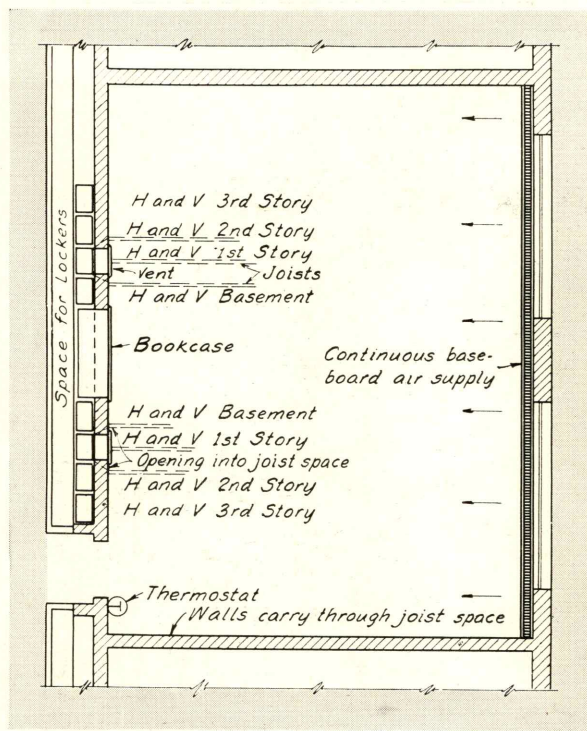 H and V 3rd Story
H and V 2nd Story
H and V 1st Story
Vent
Joists
H and V Basement
Space for Lockers
Bookcase
Continuous base-
board air supply
H and V Basement
H and V 1st Story
Opening into joist space
H and V 2nd Story
H and V 3rd Story
Thermostat
Walls carry through joist space
T